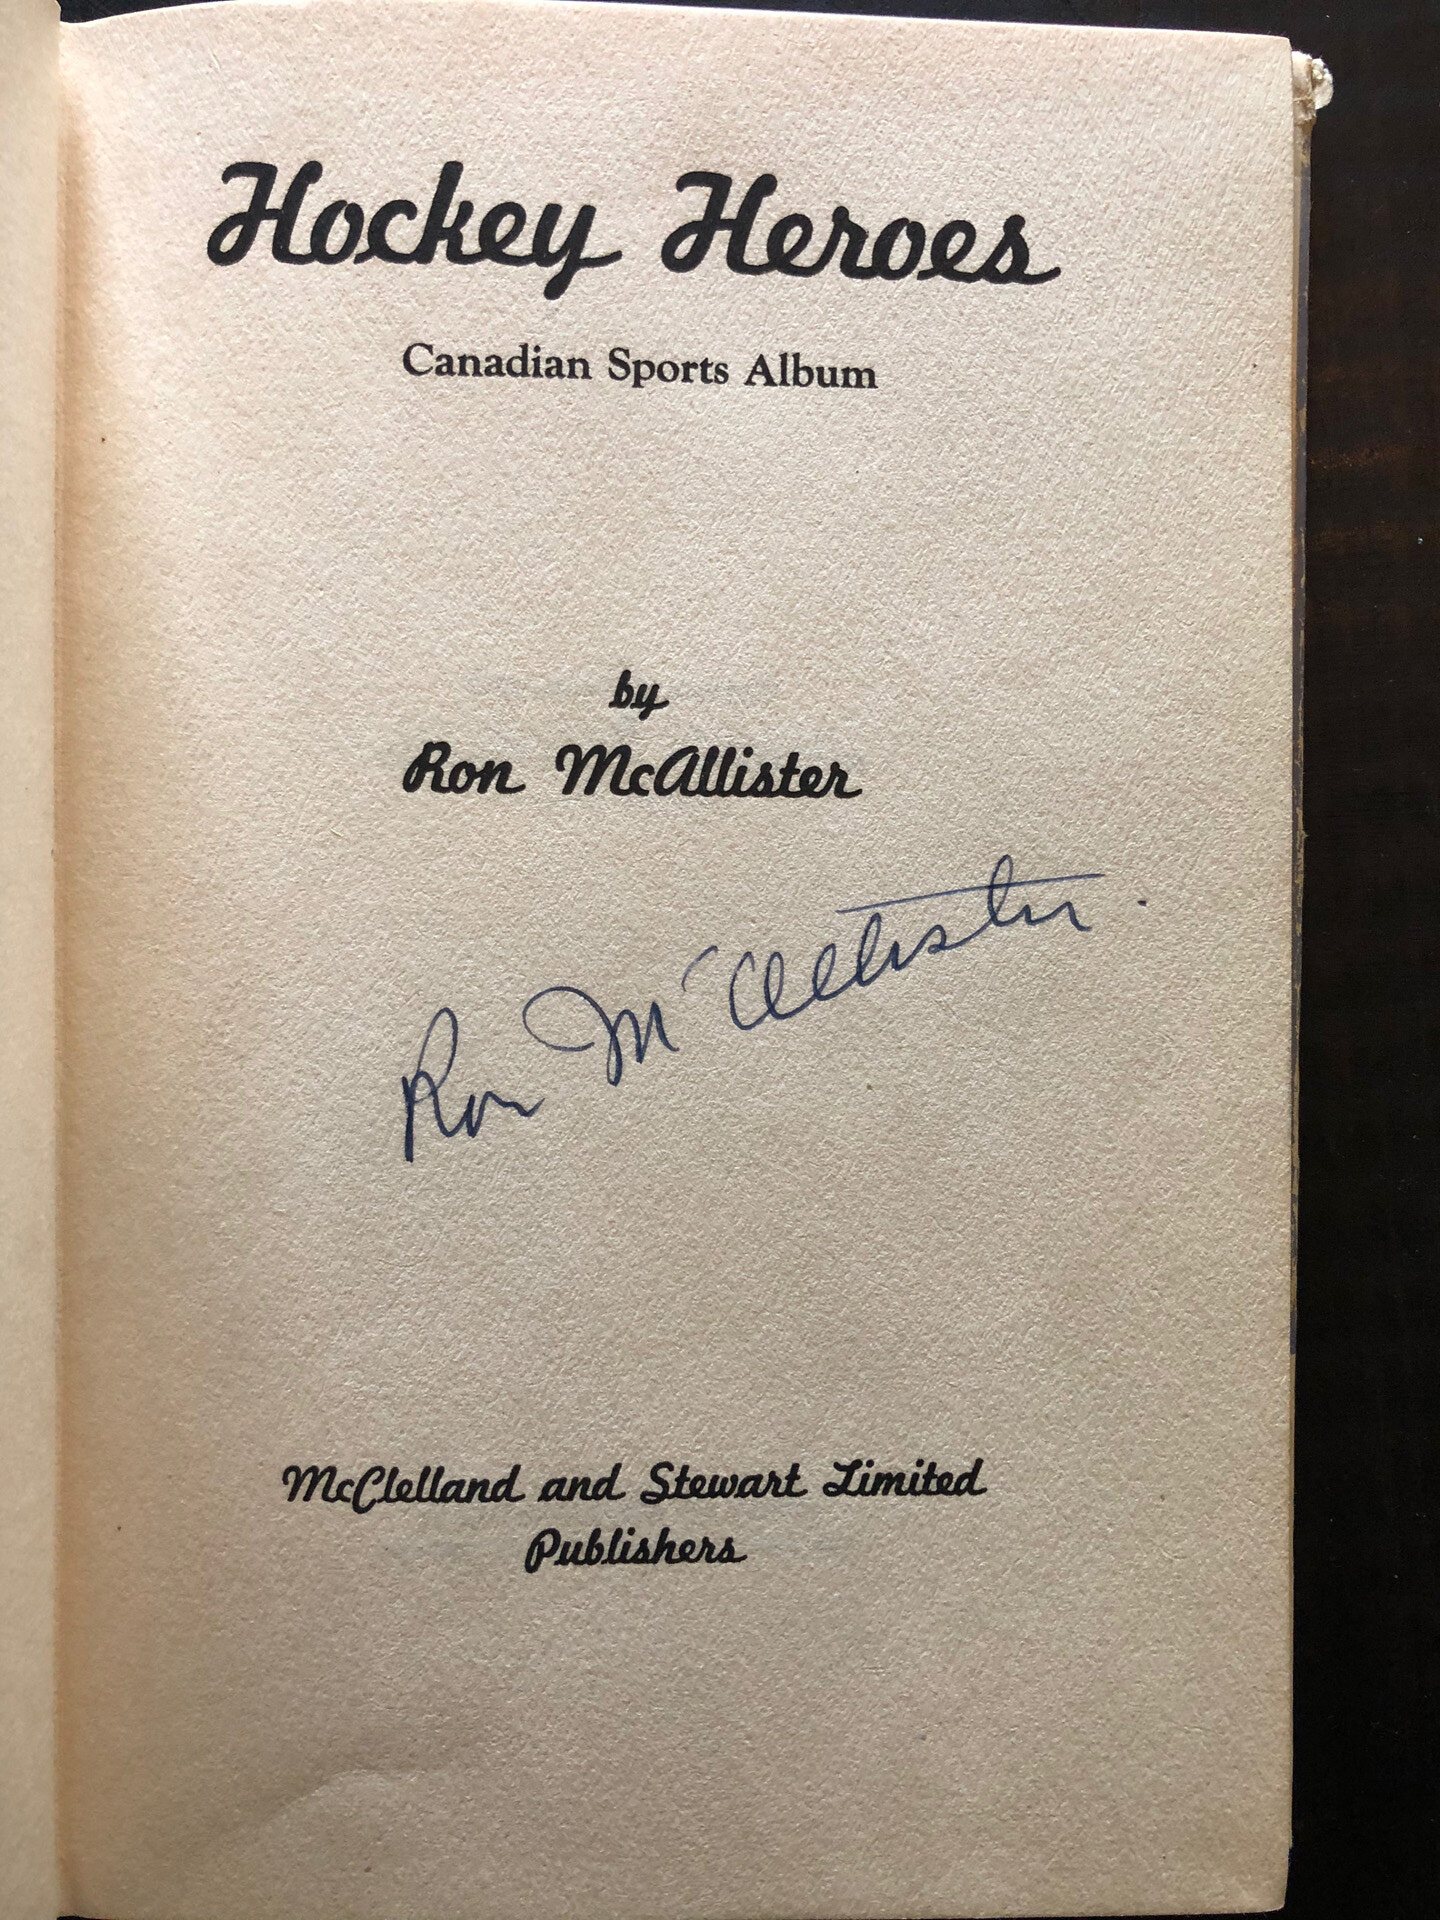 Hockey Heroes
Canadian Sports Album
by
Ron McAllister
Ron McAllister.
McClelland and Stewart Limited
Publishers